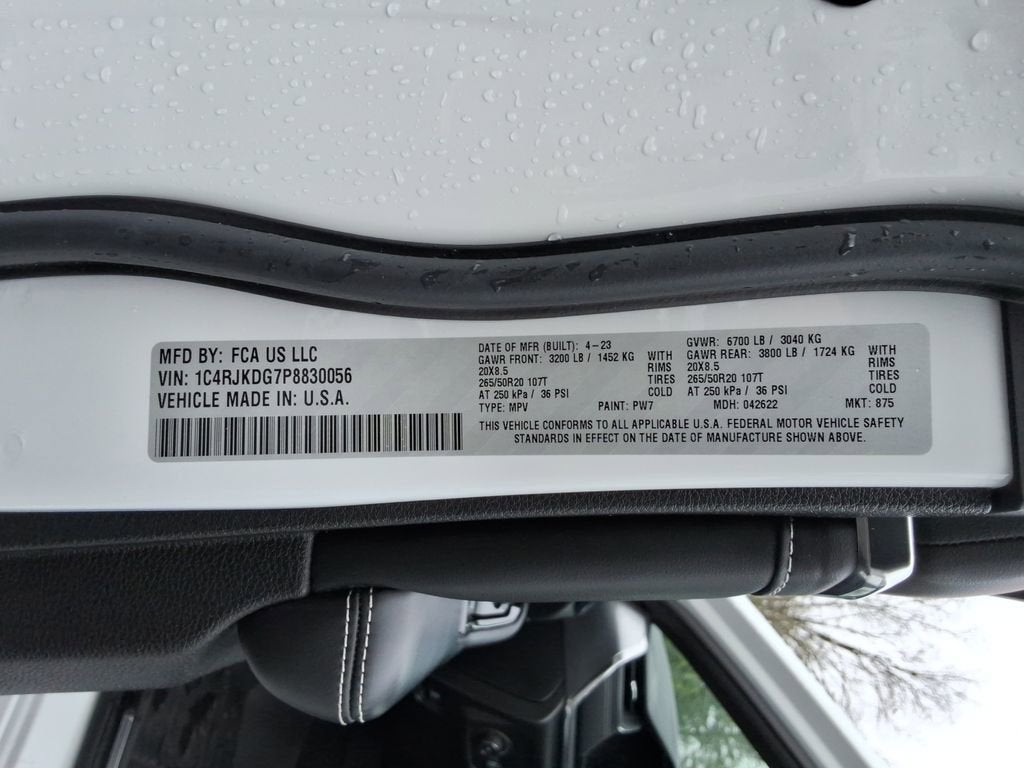 MFD BY: FCA US LLC
VIN: 1C4RJKDG7P8830056
VEHICLE MADE IN: U.S.A.
DATE OF MFR (BUILT): 4-23
GAWR FRONT: 3200 LB / 1452 KG WITH
20X8.5 RIMS
265/50R20 107T TIRES
AT 250 kPa / 36 PSI COLD
GVWR: 6700 LB / 3040 KG
GAWR REAR: 3800 LB / 1724 KG WITH
20X8.5 RIMS
265/50R20 107T TIRES
AT 250 kPa / 36 PSI COLD
TYPE: MPV PAINT: PW7 MDH: 042622 MKT: 875
THIS VEHICLE CONFORMS TO ALL APPLICABLE U.S.A. FEDERAL MOTOR VEHICLE SAFETY
STANDARDS IN EFFECT ON THE DATE OF MANUFACTURE SHOWN ABOVE.